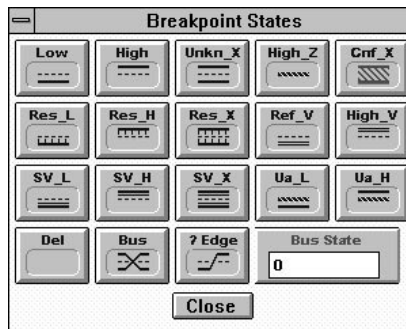 Breakpoint States
Low High Unkn_X High_Z Cnf_X
Res_L Res_H Res_X Ref_V High_V
SV_L SV_H SV_X Ua_L Ua_H
Del Bus ? Edge Bus State
0
Close